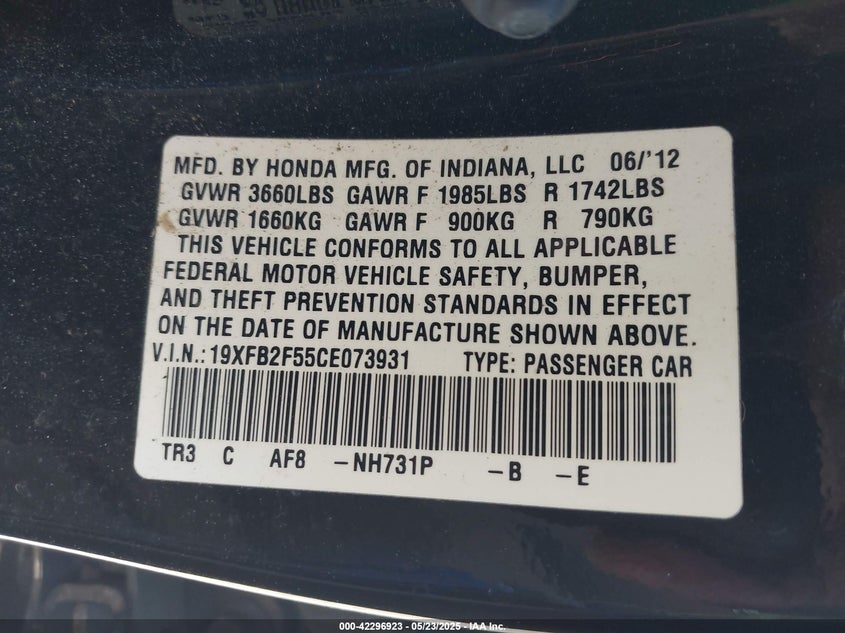 MFD. BY HONDA MFG. OF INDIANA, LLC 06/'12
GVWR 3660LBS GAWR F 1985LBS R 1742LBS
GVWR 1660KG GAWR F 900KG R 790KG
THIS VEHICLE CONFORMS TO ALL APPLICABLE
FEDERAL MOTOR VEHICLE SAFETY, BUMPER,
AND THEFT PREVENTION STANDARDS IN EFFECT
ON THE DATE OF MANUFACTURE SHOWN ABOVE.
V.I.N.:19XFB2F55CE073931 TYPE: PASSENGER CAR
TR3 C AF8 –NH731P –B –E
000-42296923 — 05/23/2025 — IAA Inc.